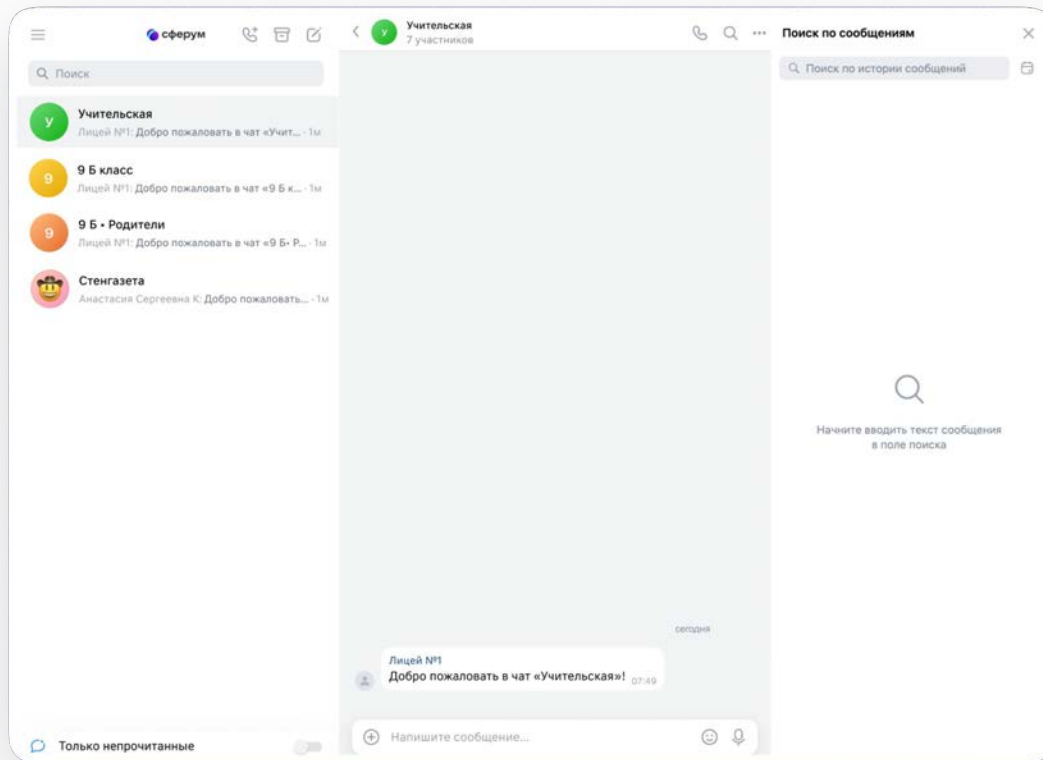 сферум
Поиск
У
Учительская
Лицей №1: Добро пожаловать в чат «Учит... · 1м
9
9 Б класс
Лицей №1: Добро пожаловать в чат «9 Б к... · 1м
9
9 Б • Родители
Лицей №1: Добро пожаловать в чат «9 Б• Р... · 1м
Стенгазета
Анастасия Сергеевна К: Добро пожаловать... · 1м
Только непрочитанные
У
Учительская
7 участников
сегодня
Лицей №1
Добро пожаловать в чат «Учительская»! 07:49
Напишите сообщение...
Поиск по сообщениям
Поиск по истории сообщений
Начните вводить текст сообщения
в поле поиска